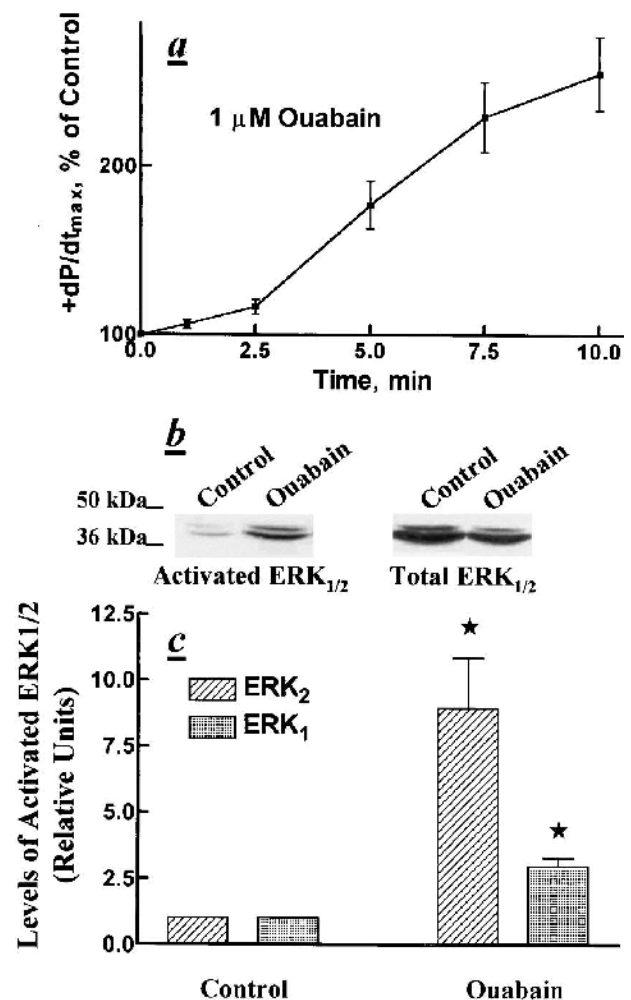 a
+dP/dtmax, % of Control
1 μM Ouabain
200
100
0.0 2.5 5.0 7.5 10.0
Time, min
b
Control Ouabain Control Ouabain
50 kDa
36 kDa
Activated ERK1/2 Total ERK1/2
c
Levels of Activated ERK1/2
(Relative Units)
12.5
10.0
7.5
5.0
2.5
0.0
ERK2
ERK1
Control Ouabain